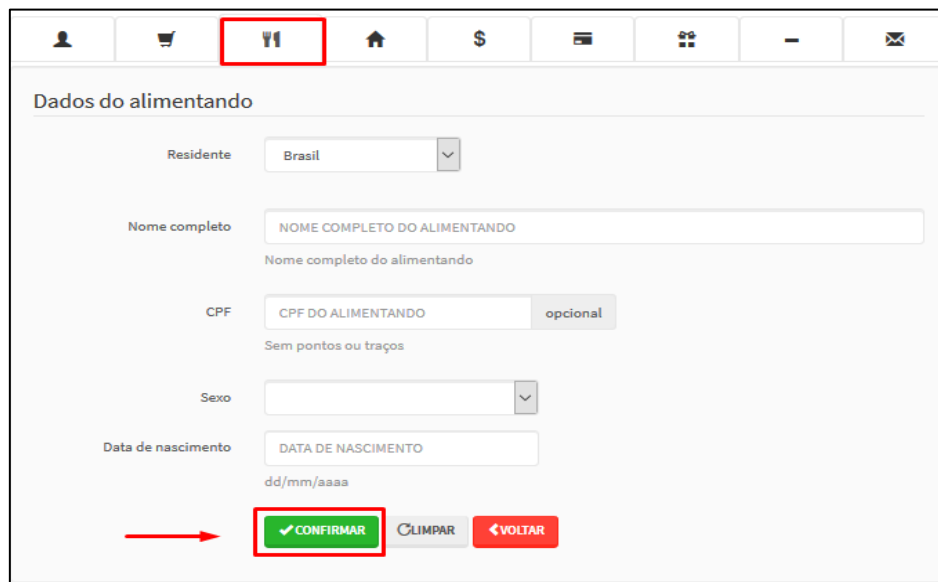 $
Dados do alimentando
Residente Brasil
Nome completo NOME COMPLETO DO ALIMENTANDO
Nome completo do alimentando
CPF CPF DO ALIMENTANDO opcional
Sem pontos ou traços
Sexo
Data de nascimento DATA DE NASCIMENTO
dd/mm/aaaa
CONFIRMAR LIMPAR VOLTAR